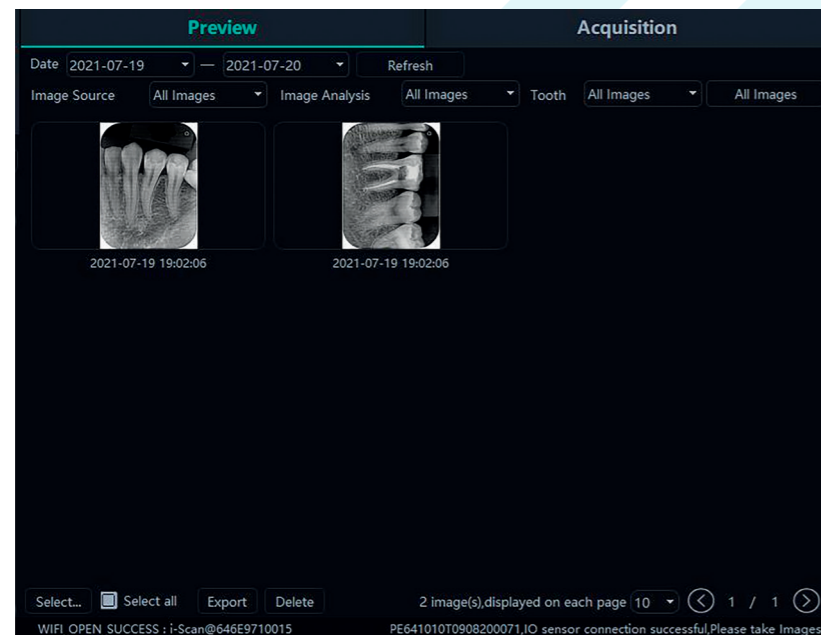 Preview Acquisition
Date 2021-07-19 — 2021-07-20 Refresh
Image Source All Images Image Analysis All Images Tooth All Images All Images
2021-07-19 19:02:06 2021-07-19 19:02:06
Select... Select all Export Delete 2 image(s),displayed on each page 10 1 / 1
WIFI OPEN SUCCESS : i-Scan@646E9710015 PE641010T0908200071,IO sensor connection successful,Please take Images